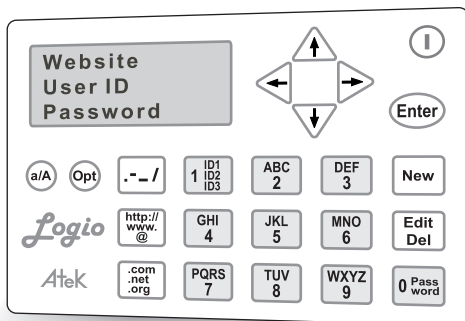 Website
User ID
Password
Enter
a/A
Opt
.-_/
1 ID1 ID2 ID3
ABC
2
DEF
3
New
Logio
http://
www.
@
GHI
4
JKL
5
MNO
6
Edit
Del
Atek
.com
.net
.org
PQRS
7
TUV
8
WXYZ
9
0 Pass word